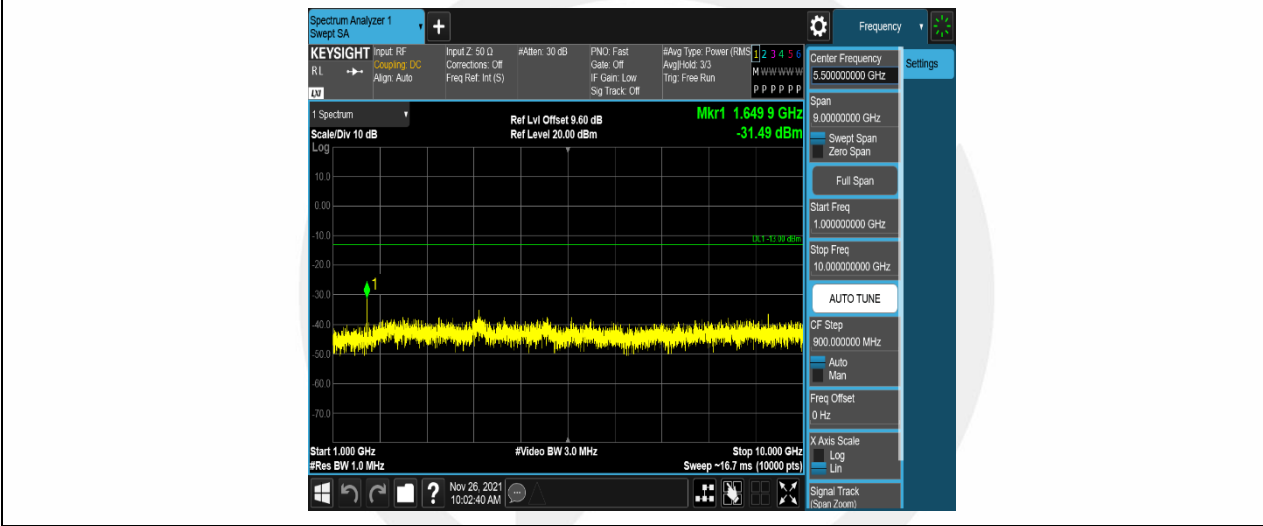 Spectrum Analyzer 1
Swept SA
+
Frequency
KEYSIGHT
RL
LXI
Input: RF
Coupling: DC
Align: Auto
Input Z: 50 Ω
Corrections: Off
Freq Ref: Int (S)
#Atten: 30 dB
PNO: Fast
Gate: Off
IF Gain: Low
Sig Track: Off
#Avg Type: Power (RMS
Avg|Hold: 3/3
Trig: Free Run
1 2 3 4 5 6
M W W W W W
P P P P P P
1 Spectrum
Scale/Div 10 dB
Log
Ref Lvl Offset 9.60 dB
Ref Level 20.00 dBm
Mkr1 1.649 9 GHz
-31.49 dBm
10.0
0.00
-10.0
DL1 -13.00 dBm
-20.0
1
-30.0
-40.0
-50.0
-60.0
-70.0
Start 1.000 GHz
#Res BW 1.0 MHz
#Video BW 3.0 MHz
Stop 10.000 GHz
Sweep ~16.7 ms (10000 pts)
Center Frequency
5.500000000 GHz
Settings
Span
9.00000000 GHz
Swept Span
Zero Span
Full Span
Start Freq
1.000000000 GHz
Stop Freq
10.000000000 GHz
AUTO TUNE
CF Step
900.000000 MHz
Auto
Man
Freq Offset
0 Hz
X Axis Scale
Log
Lin
Signal Track
(Span Zoom)
?
Nov 26, 2021
10:02:40 AM